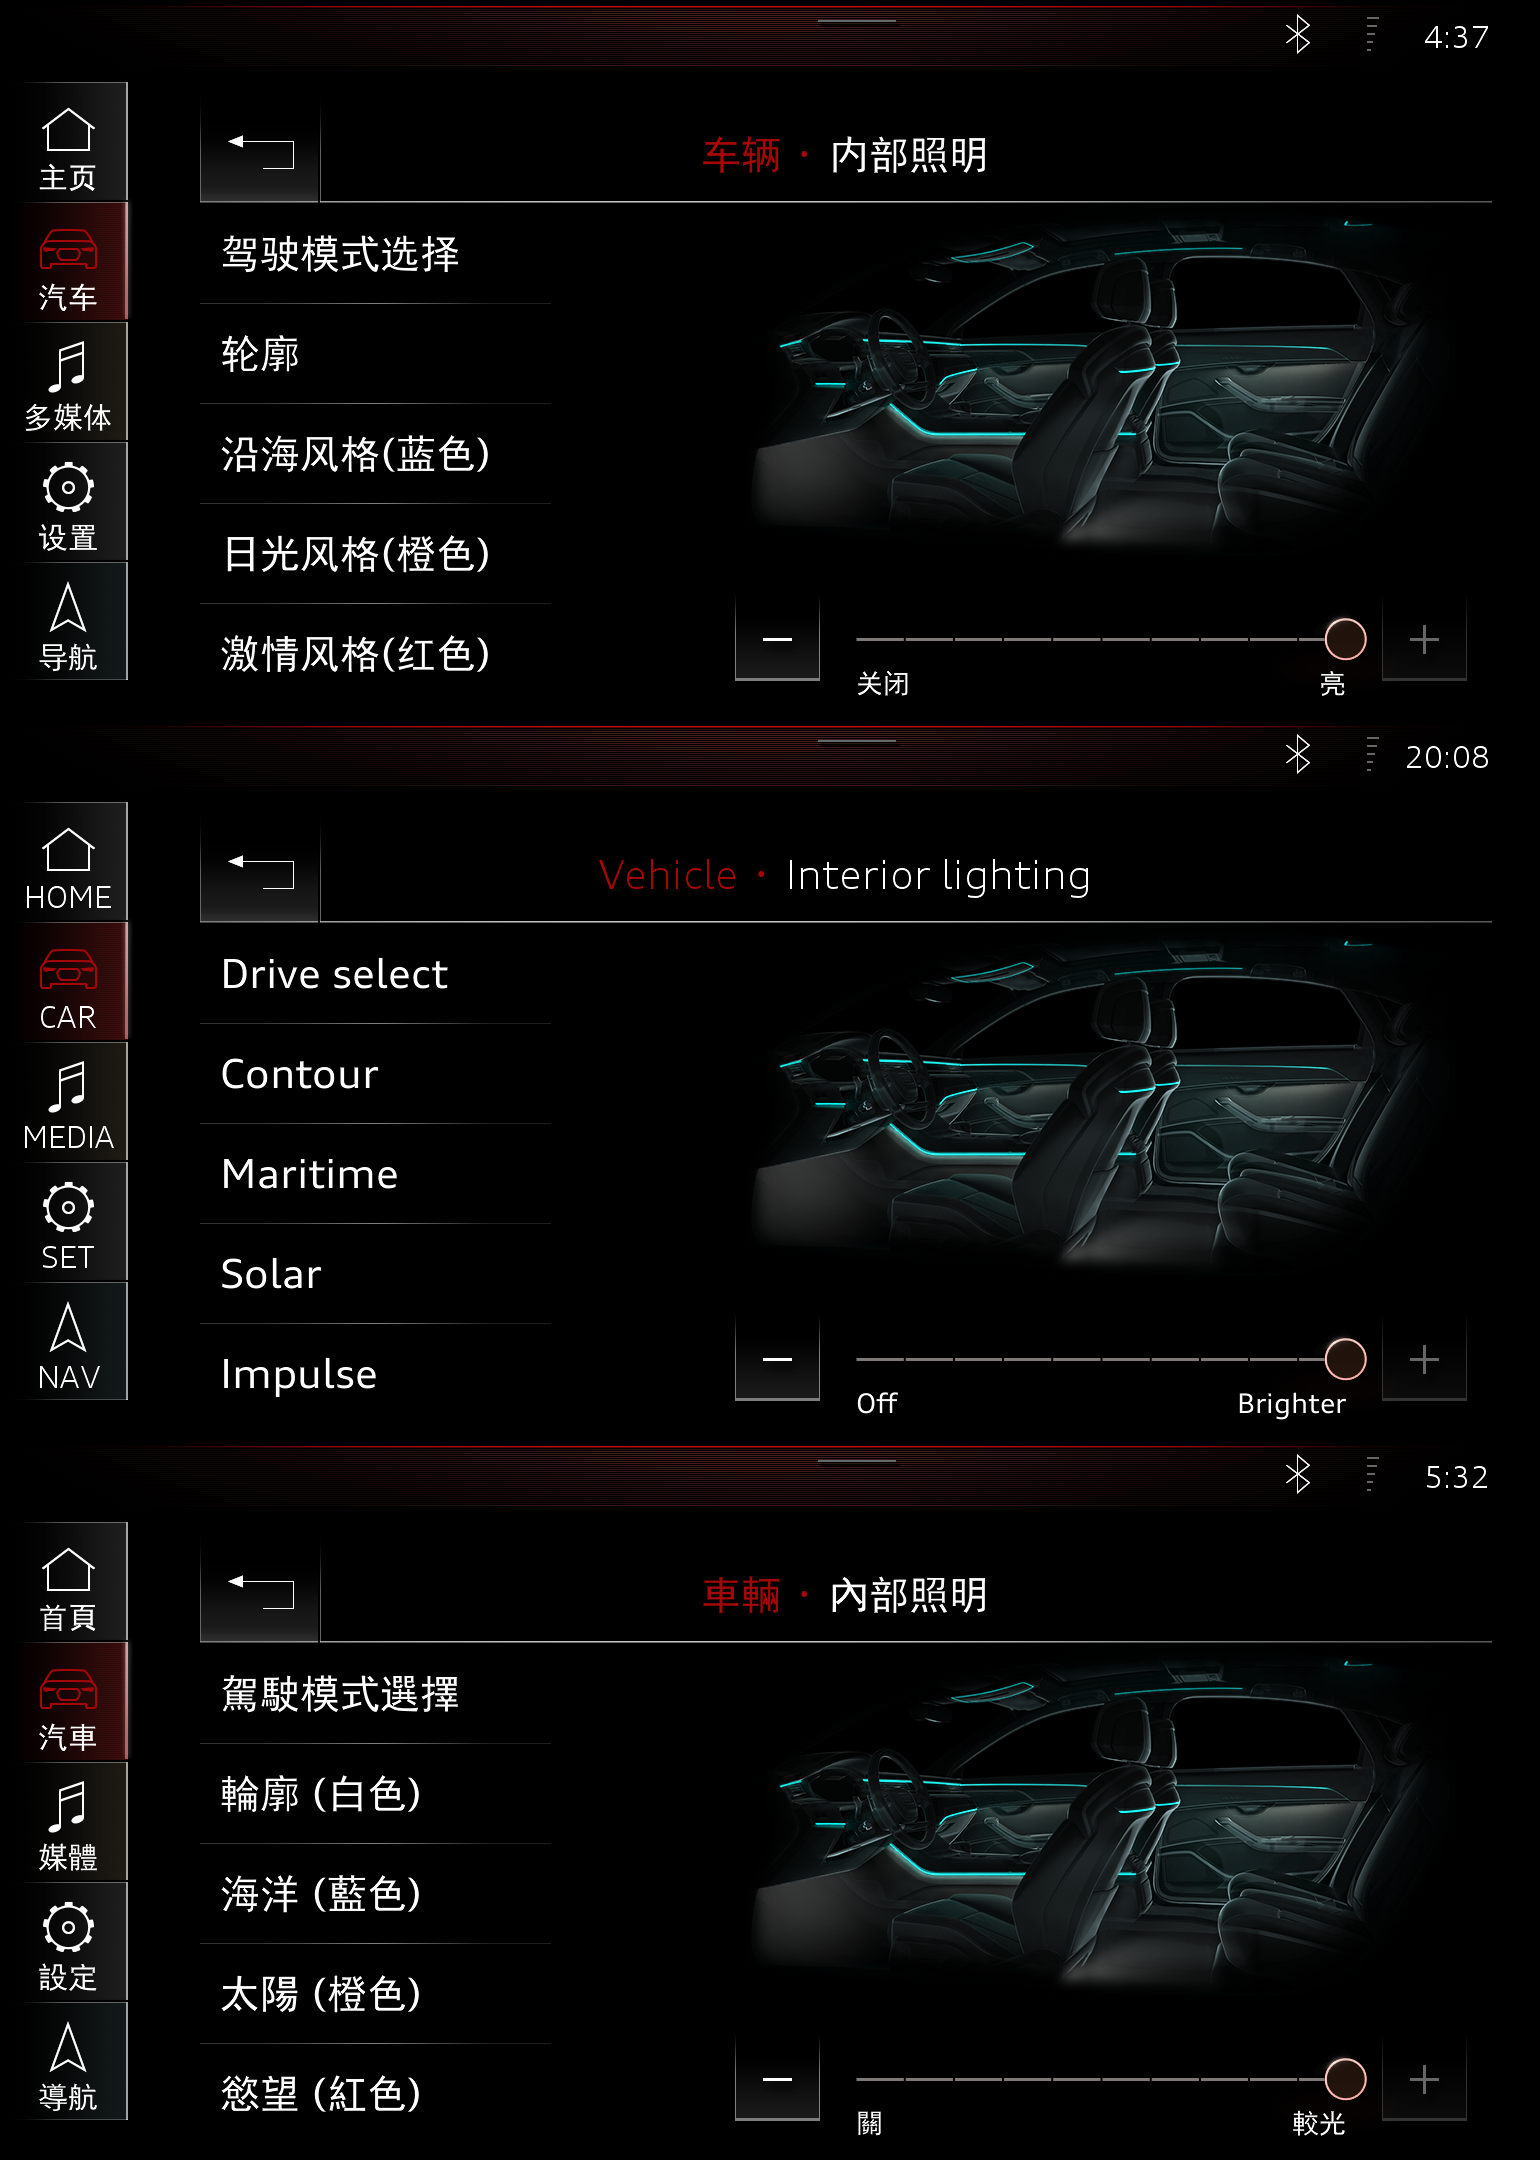 4:37
主页
车辆 · 内部照明
驾驶模式选择
汽车
轮廓
多媒体
沿海风格(蓝色)
设置
日光风格(橙色)
导航
激情风格(红色)
关闭
亮
20:08
HOME
Vehicle · Interior lighting
Drive select
CAR
Contour
MEDIA
Maritime
SET
Solar
NAV
Impulse
Off
Brighter
5:32
首頁
車輛 · 內部照明
駕駛模式選擇
汽車
輪廓 (白色)
媒體
海洋 (藍色)
設定
太陽 (橙色)
導航
慾望 (紅色)
關
較光